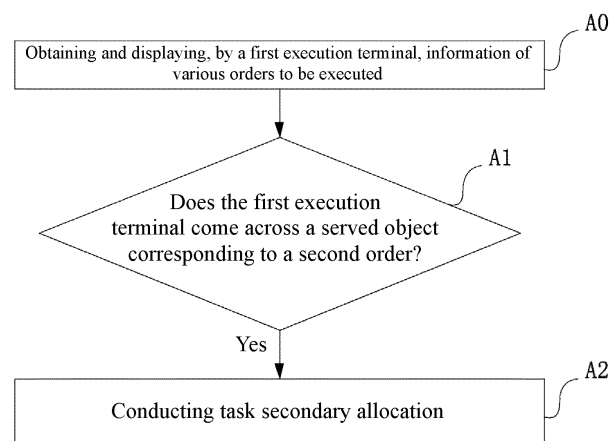 A0
Obtaining and displaying, by a first execution terminal, information of
various orders to be executed
A1
Does the first execution
terminal come across a served object
corresponding to a second order?
Yes
A2
Conducting task secondary allocation